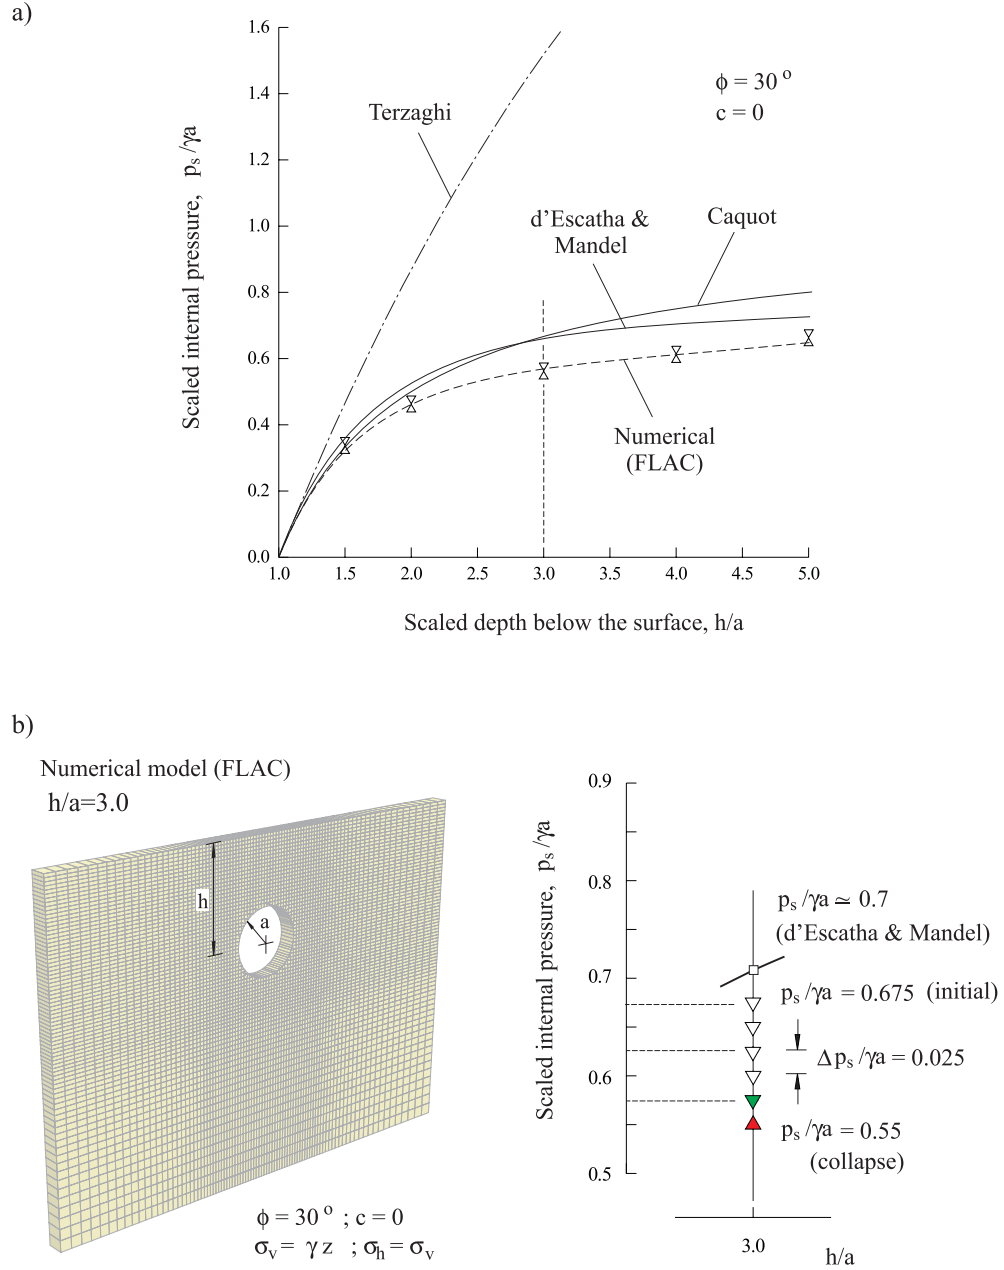 a)
1.6
1.4
1.2
1.0
0.8
0.6
0.4
0.2
0.0
Scaled internal pressure, pₛ/γa
Terzaghi
ϕ = 30 º
c = 0
d’Escatha &
Mandel
Caquot
Numerical
(FLAC)
1.0 1.5 2.0 2.5 3.0 3.5 4.0 4.5 5.0
Scaled depth below the surface, h/a
b)
Numerical model (FLAC)
h/a=3.0
h
a
ϕ = 30 º ; c = 0
σᵥ = γ z ; σₕ = σᵥ
0.9
0.8
0.7
0.6
0.5
Scaled internal pressure, pₛ/γa
pₛ/γa ≃ 0.7
(d’Escatha & Mandel)
pₛ/γa = 0.675 (initial)
Δpₛ/γa = 0.025
pₛ/γa = 0.55
(collapse)
3.0
h/a